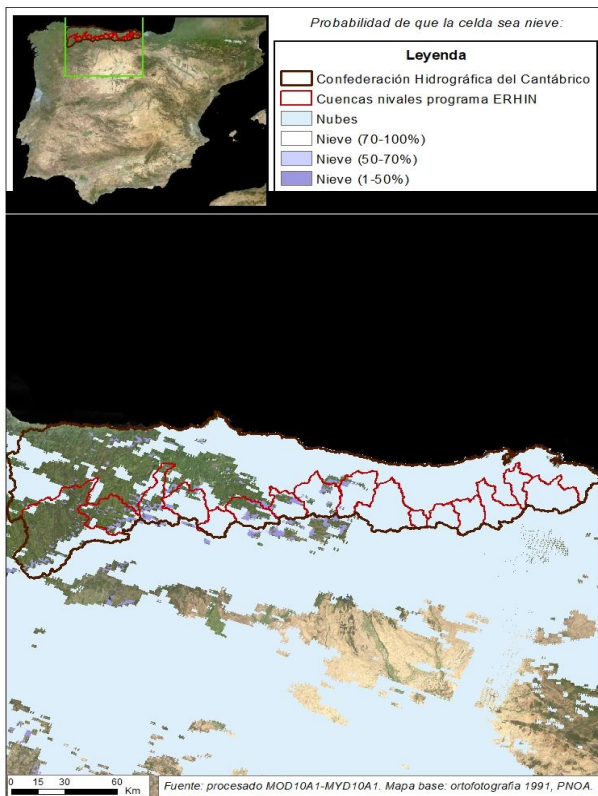 Probabilidad de que la celda sea nieve:
Leyenda
Confederación Hidrográfica del Cantábrico
Cuencas nivales programa ERHIN
Nubes
Nieve (70-100%)
Nieve (50-70%)
Nieve (1-50%)
0 15 30 60
Km
Fuente: procesado MOD10A1-MYD10A1. Mapa base: ortofotografia 1991, PNOA.